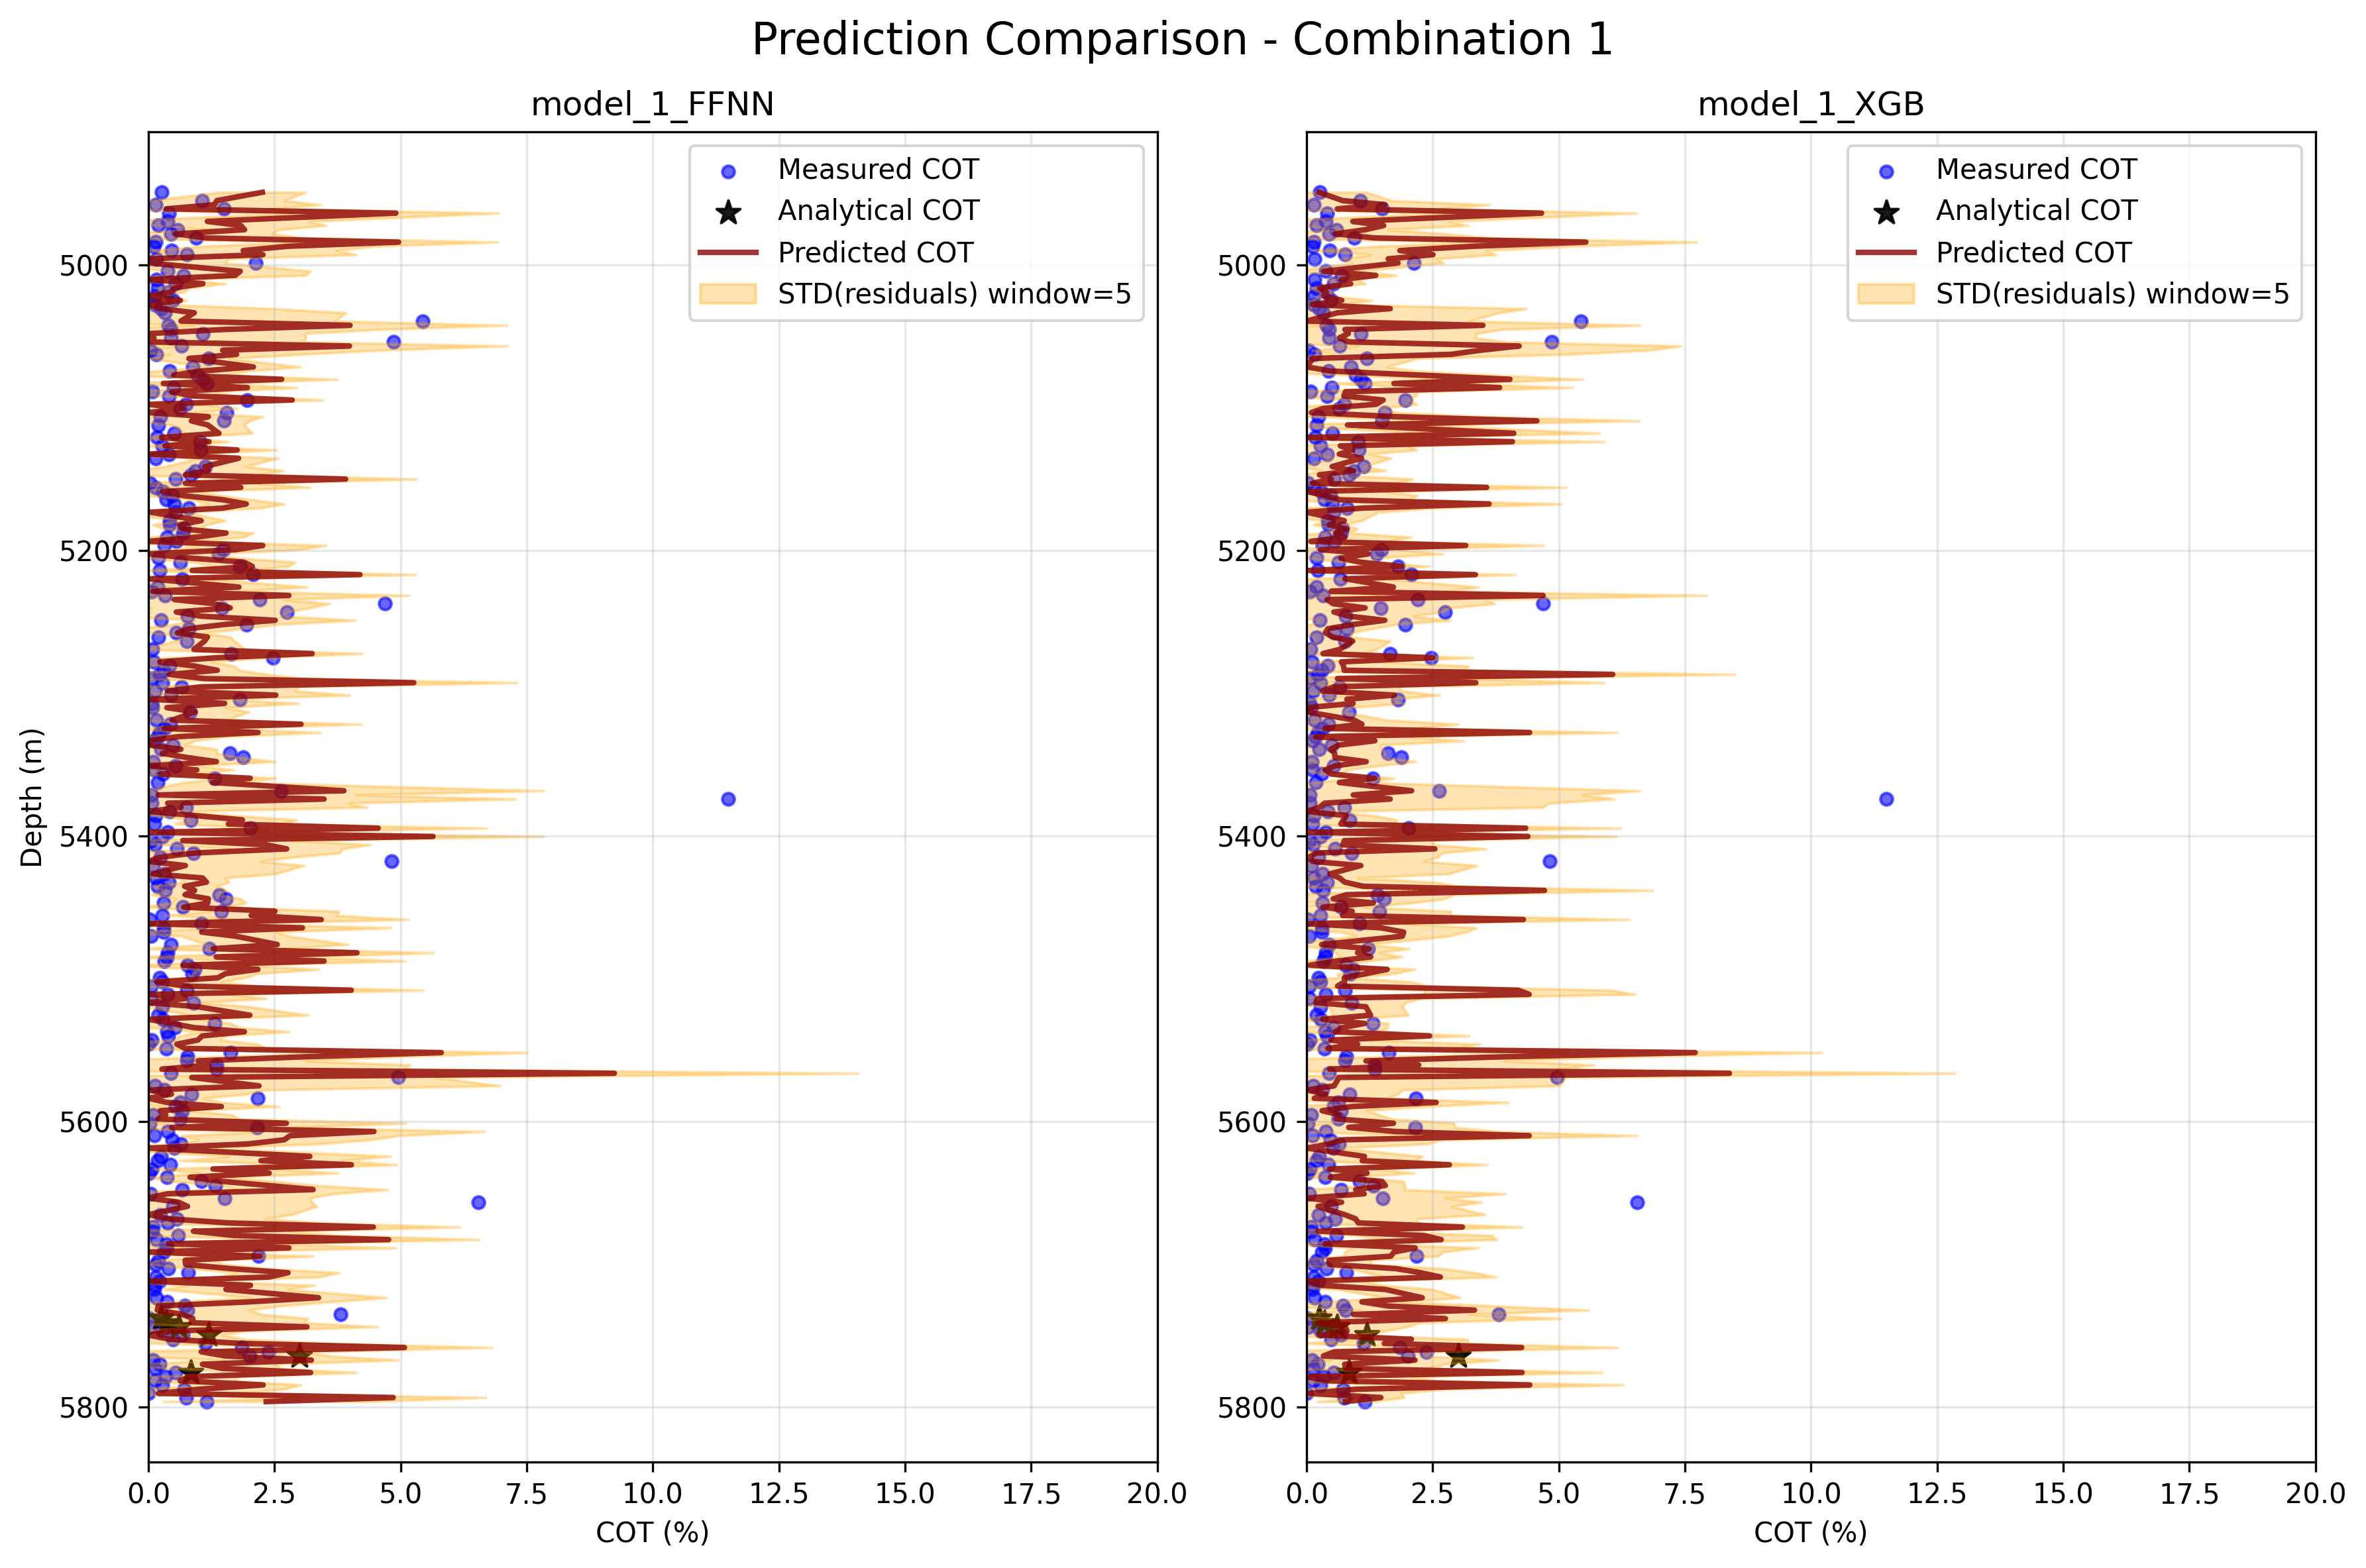 Prediction Comparison - Combination 1
model_1_FFNN
Measured COT
Analytical COT
Predicted COT
STD(residuals) window=5
5000
5200
5400
5600
5800
Depth (m)
0.0 2.5 5.0 7.5 10.0 12.5 15.0 17.5 20.0
COT (%)
model_1_XGB
Measured COT
Analytical COT
Predicted COT
STD(residuals) window=5
5000
5200
5400
5600
5800
0.0 2.5 5.0 7.5 10.0 12.5 15.0 17.5 20.0
COT (%)